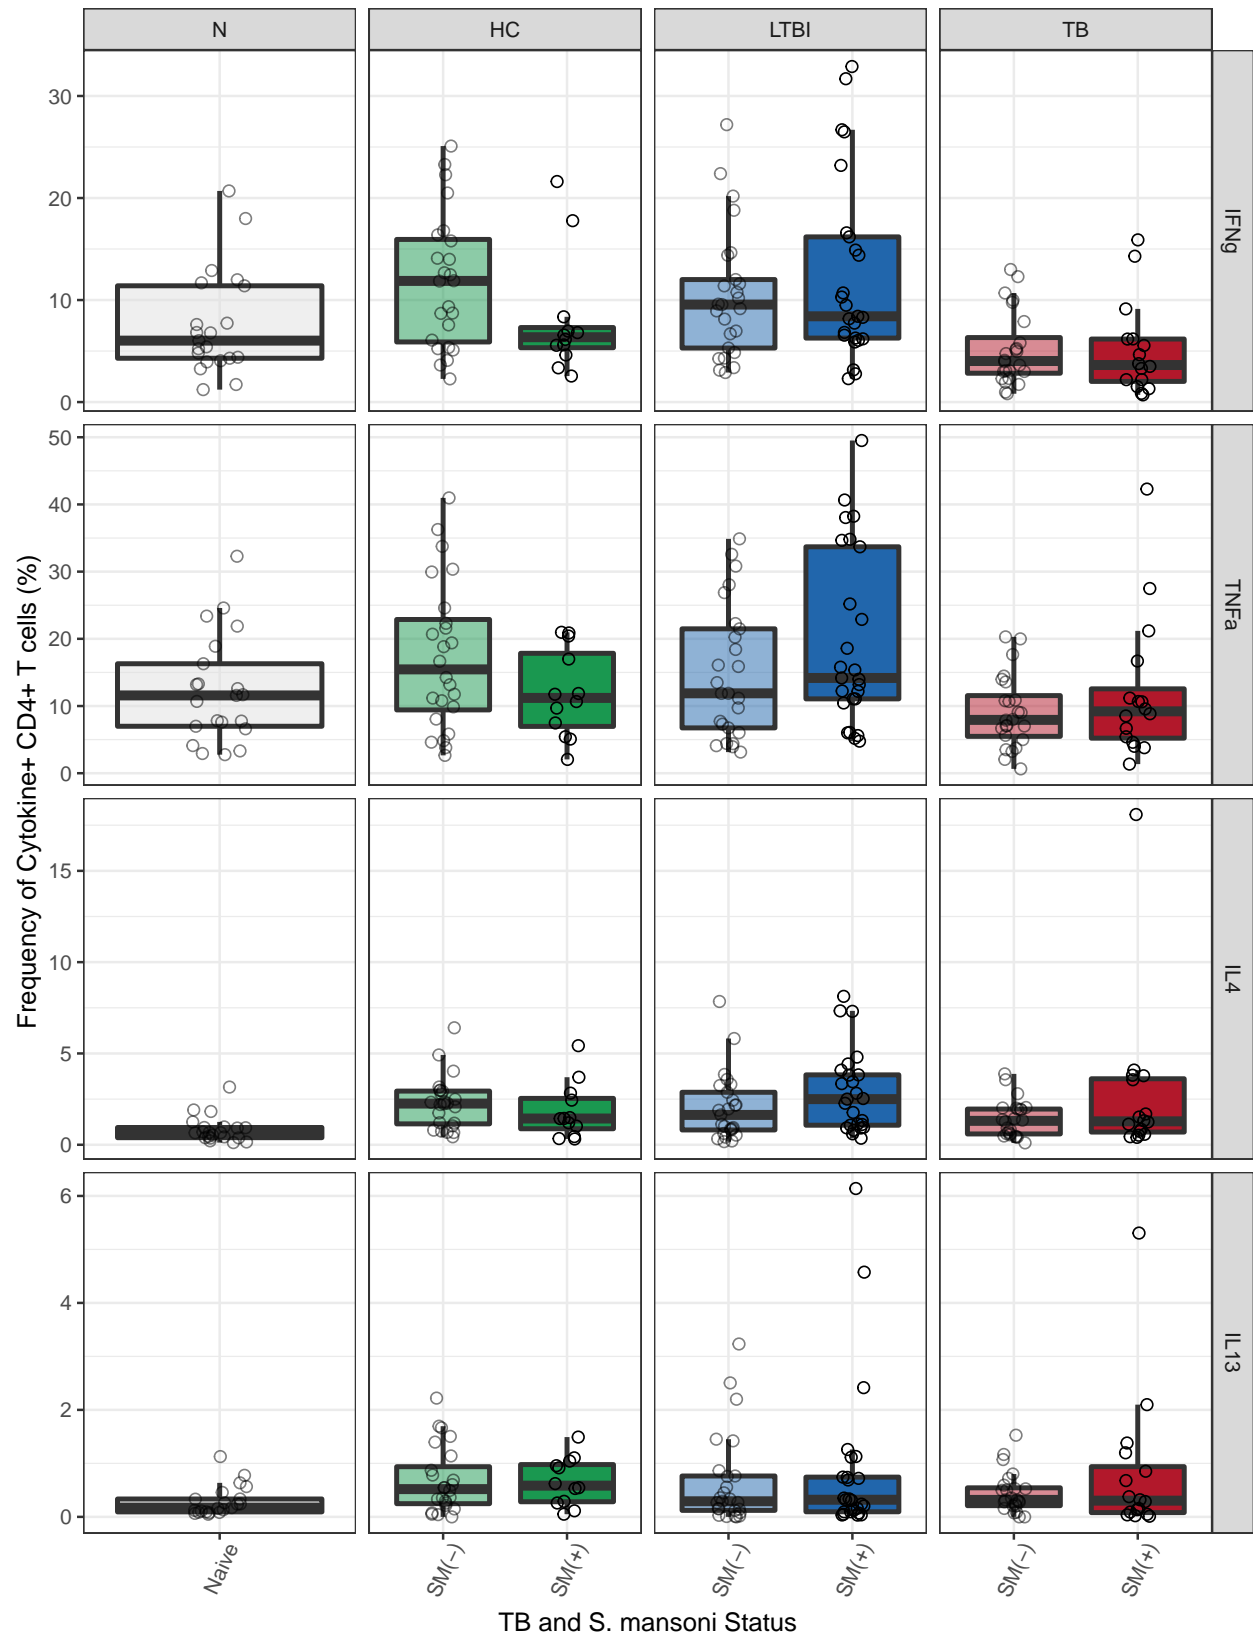 N HC LTBI TB
30
20
10
0
IFNg
50
40
30
20
10
0
TNFa
15
10
5
0
IL4
6
4
2
0
IL13
Frequency of Cytokine+ CD4+ T cells (%)
Naive SM(−) SM(+) SM(−) SM(+) SM(−) SM(+)
TB and S. mansoni Status